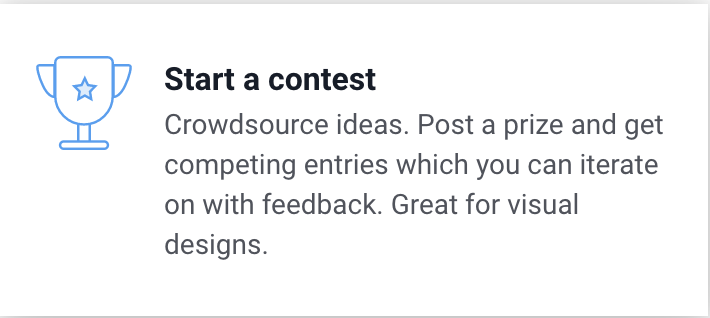 Start a contest
Crowdsource ideas. Post a prize and get
competing entries which you can iterate
on with feedback. Great for visual
designs.